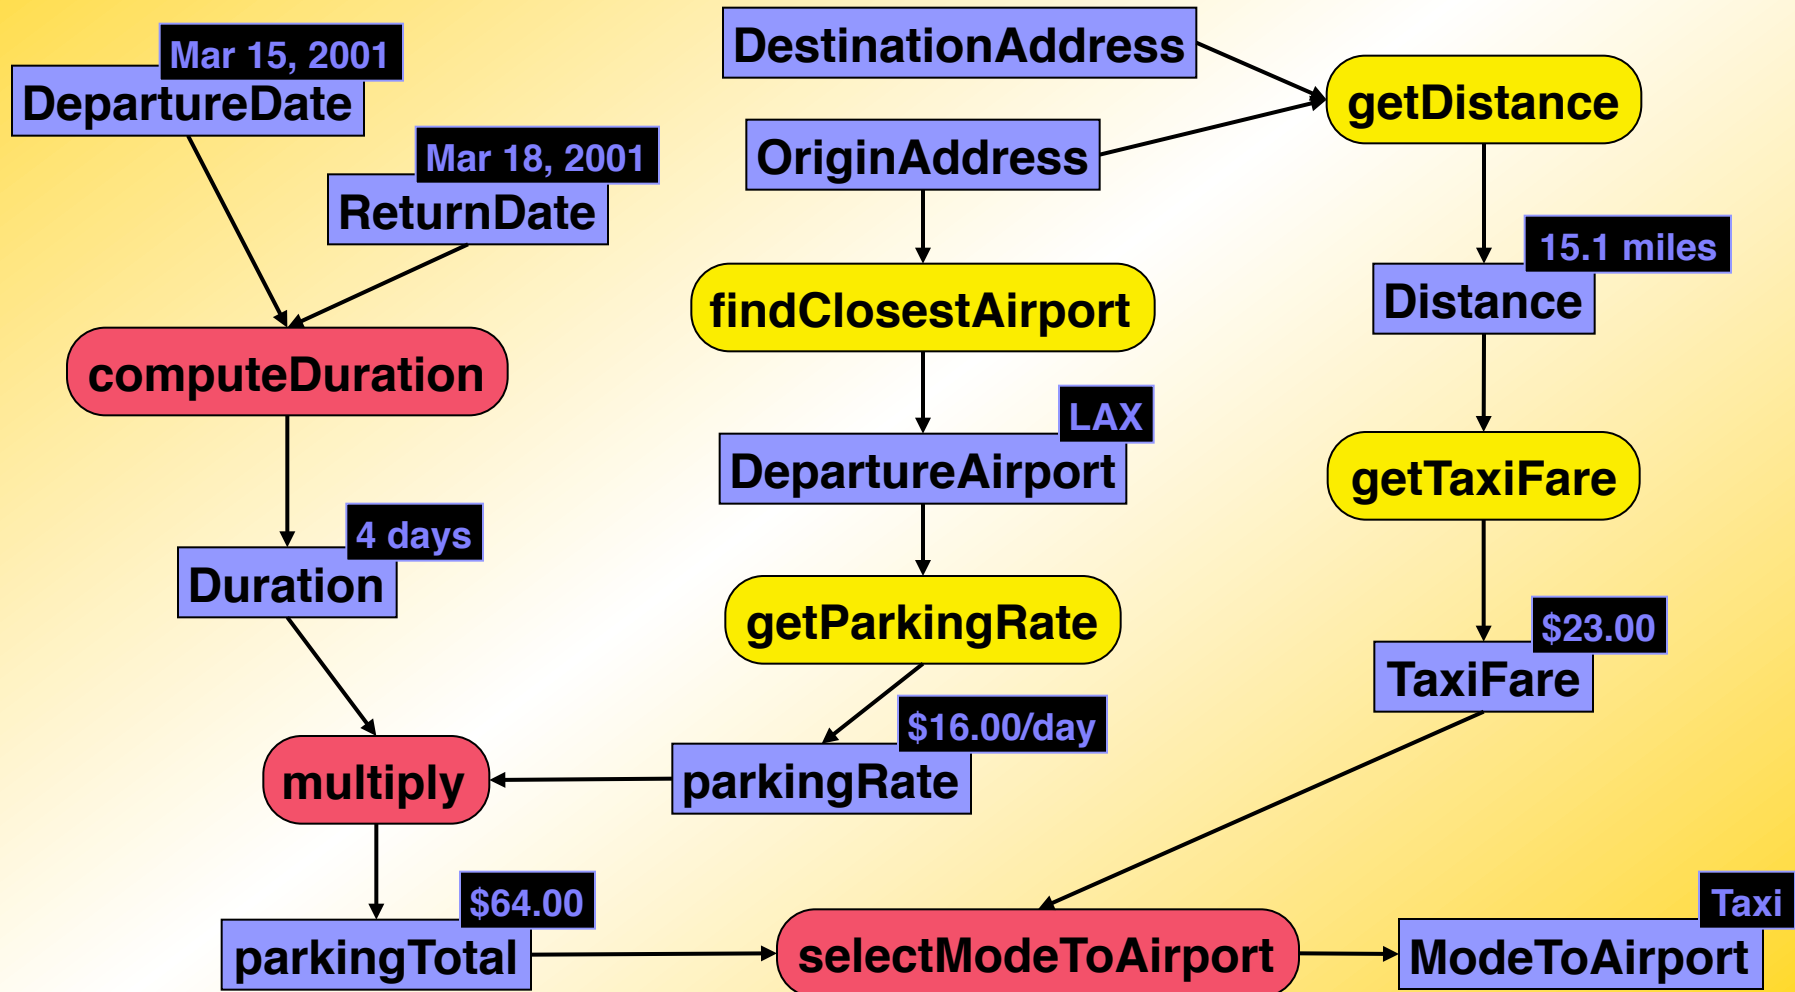 Mar 15, 2001
DepartureDate
Mar 18, 2001
ReturnDate
computeDuration
4 days
Duration
multiply
$64.00
parkingTotal
DestinationAddress
OriginAddress
findClosestAirport
LAX
DepartureAirport
getParkingRate
$16.00/day
parkingRate
getDistance
15.1 miles
Distance
getTaxiFare
$23.00
TaxiFare
selectModeToAirport
Taxi
ModeToAirport